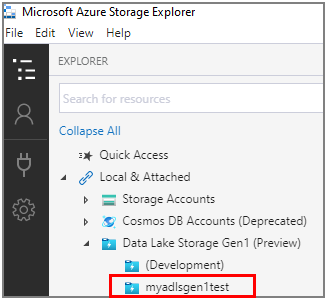 Microsoft Azure Storage Explorer
File Edit View Help
EXPLORER
Search for resources
Collapse All
Quick Access
Local & Attached
Storage Accounts
Cosmos DB Accounts (Deprecated)
Data Lake Storage Gen1 (Preview)
(Development)
myadlsgen1test